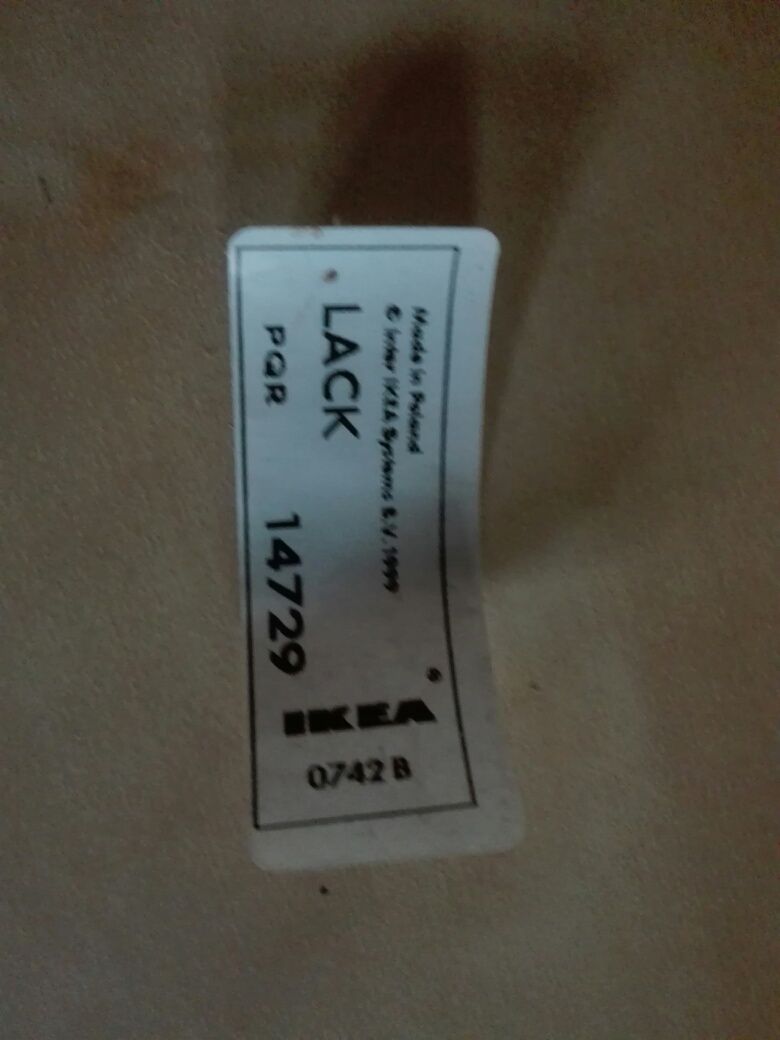 Made in Poland
© Inter IKEA Systems B.V. 1999
LACK
PQR 14729
IKEA®
0742 B